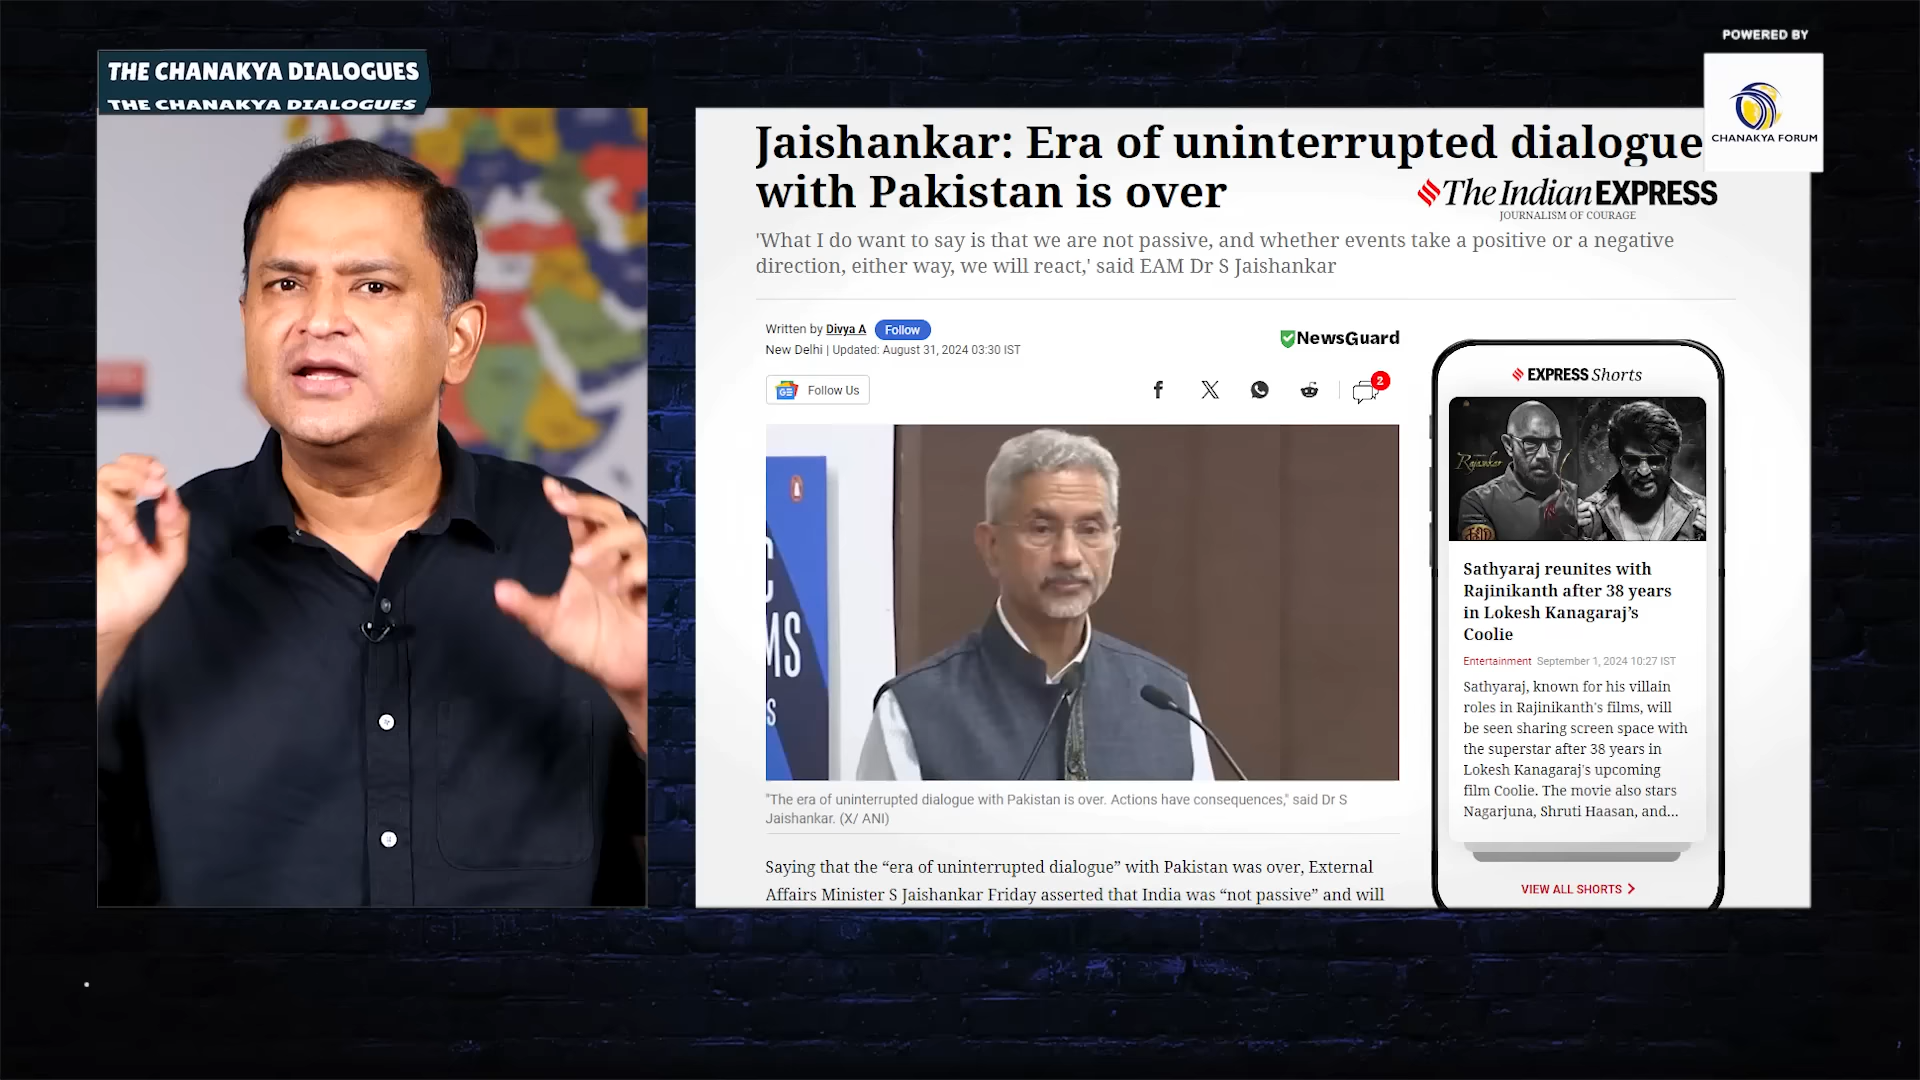 POWERED BY
THE CHANAKYA DIALOGUES
THE CHANAKYA DIALOGUES
CHANAKYA FORUM
Jaishankar: Era of uninterrupted dialogue
with Pakistan is over
The Indian EXPRESS
JOURNALISM OF COURAGE
'What I do want to say is that we are not passive, and whether events take a positive or a negative
direction, either way, we will react,' said EAM Dr S Jaishankar
Written by Divya A Follow
New Delhi | Updated: August 31, 2024 03:30 IST
NewsGuard
GE Follow Us
2
MS
S
"The era of uninterrupted dialogue with Pakistan is over. Actions have consequences," said Dr S
Jaishankar. (X/ ANI)
Saying that the “era of uninterrupted dialogue” with Pakistan was over, External
Affairs Minister S Jaishankar Friday asserted that India was “not passive” and will
EXPRESS Shorts
Sathyaraj reunites with
Rajinikanth after 38 years
in Lokesh Kanagaraj’s
Coolie
Entertainment September 1, 2024 10:27 IST
Sathyaraj, known for his villain
roles in Rajinikanth's films, will
be seen sharing screen space with
the superstar after 38 years in
Lokesh Kanagaraj's upcoming
film Coolie. The movie also stars
Nagarjuna, Shruti Haasan, and...
VIEW ALL SHORTS